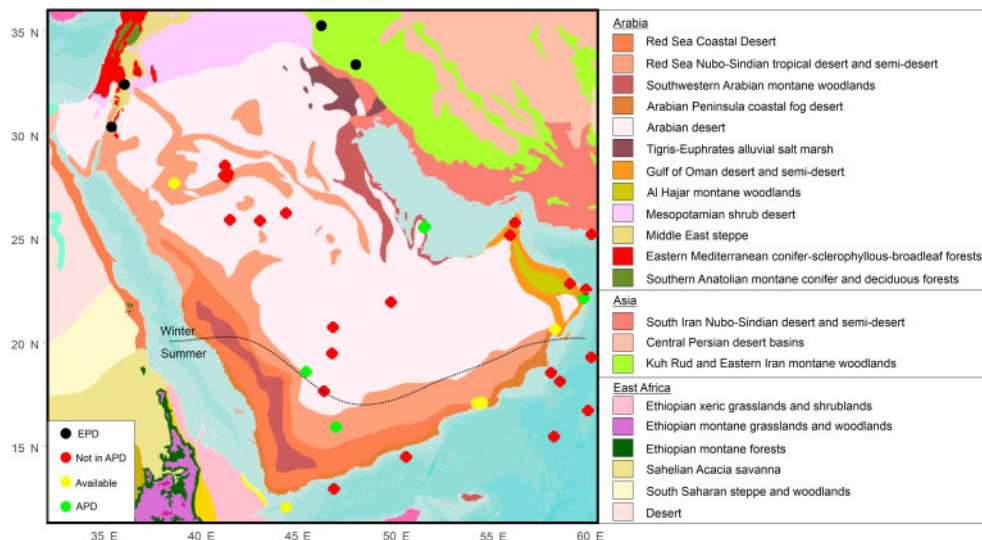 35 N
30 N
25 N
20 N
15 N
Winter
Summer
EPD
Not in APD
Available
APD
35 E
40 E
45 E
50 E
55 E
60 E
Arabia
Red Sea Coastal Desert
Red Sea Nubo-Sindian tropical desert and semi-desert
Southwestern Arabian montane woodlands
Arabian Peninsula coastal fog desert
Arabian desert
Tigris-Euphrates alluvial salt marsh
Gulf of Oman desert and semi-desert
Al Hajar montane woodlands
Mesopotamian shrub desert
Middle East steppe
Eastern Mediterranean conifer-sclerophyllous-broadleaf forests
Southern Anatolian montane conifer and deciduous forests
Asia
South Iran Nubo-Sindian desert and semi-desert
Central Persian desert basins
Kuh Rud and Eastern Iran montane woodlands
East Africa
Ethiopian xeric grasslands and shrublands
Ethiopian montane grasslands and woodlands
Ethiopian montane forests
Sahelian Acacia savanna
South Saharan steppe and woodlands
Desert